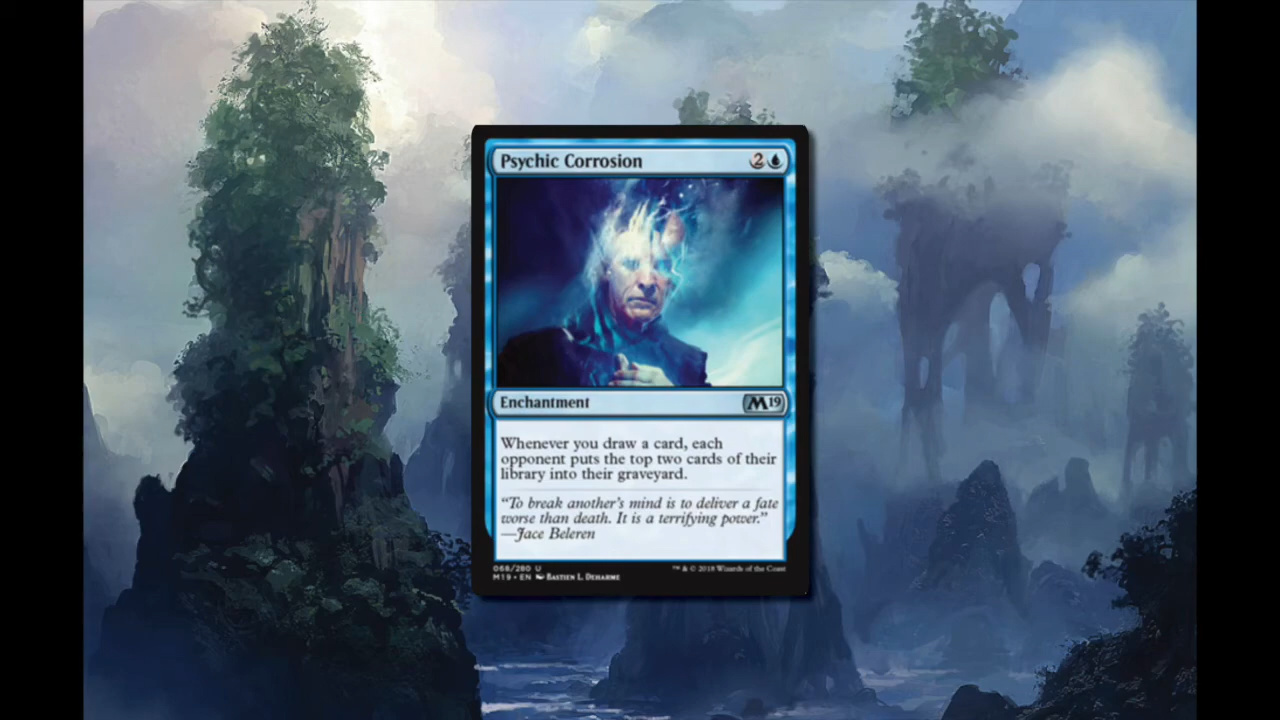 Psychic Corrosion 2
Enchantment M19
Whenever you draw a card, each
opponent puts the top two cards of their
library into their graveyard.
“To break another’s mind is to deliver a fate
worse than death. It is a terrifying power.”
—Jace Beleren
068/280 U
M19 • EN Bastien L. Deharme
™ & © 2018 Wizards of the Coast